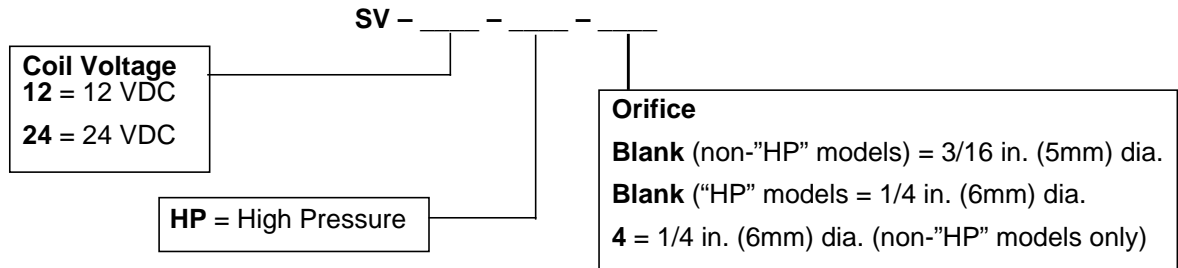 SV – ____ – ____ – ____
Coil Voltage
12 = 12 VDC
24 = 24 VDC
HP = High Pressure
Orifice
Blank (non-”HP” models) = 3/16 in. (5mm) dia.
Blank (“HP” models = 1/4 in. (6mm) dia.
4 = 1/4 in. (6mm) dia. (non-”HP” models only)